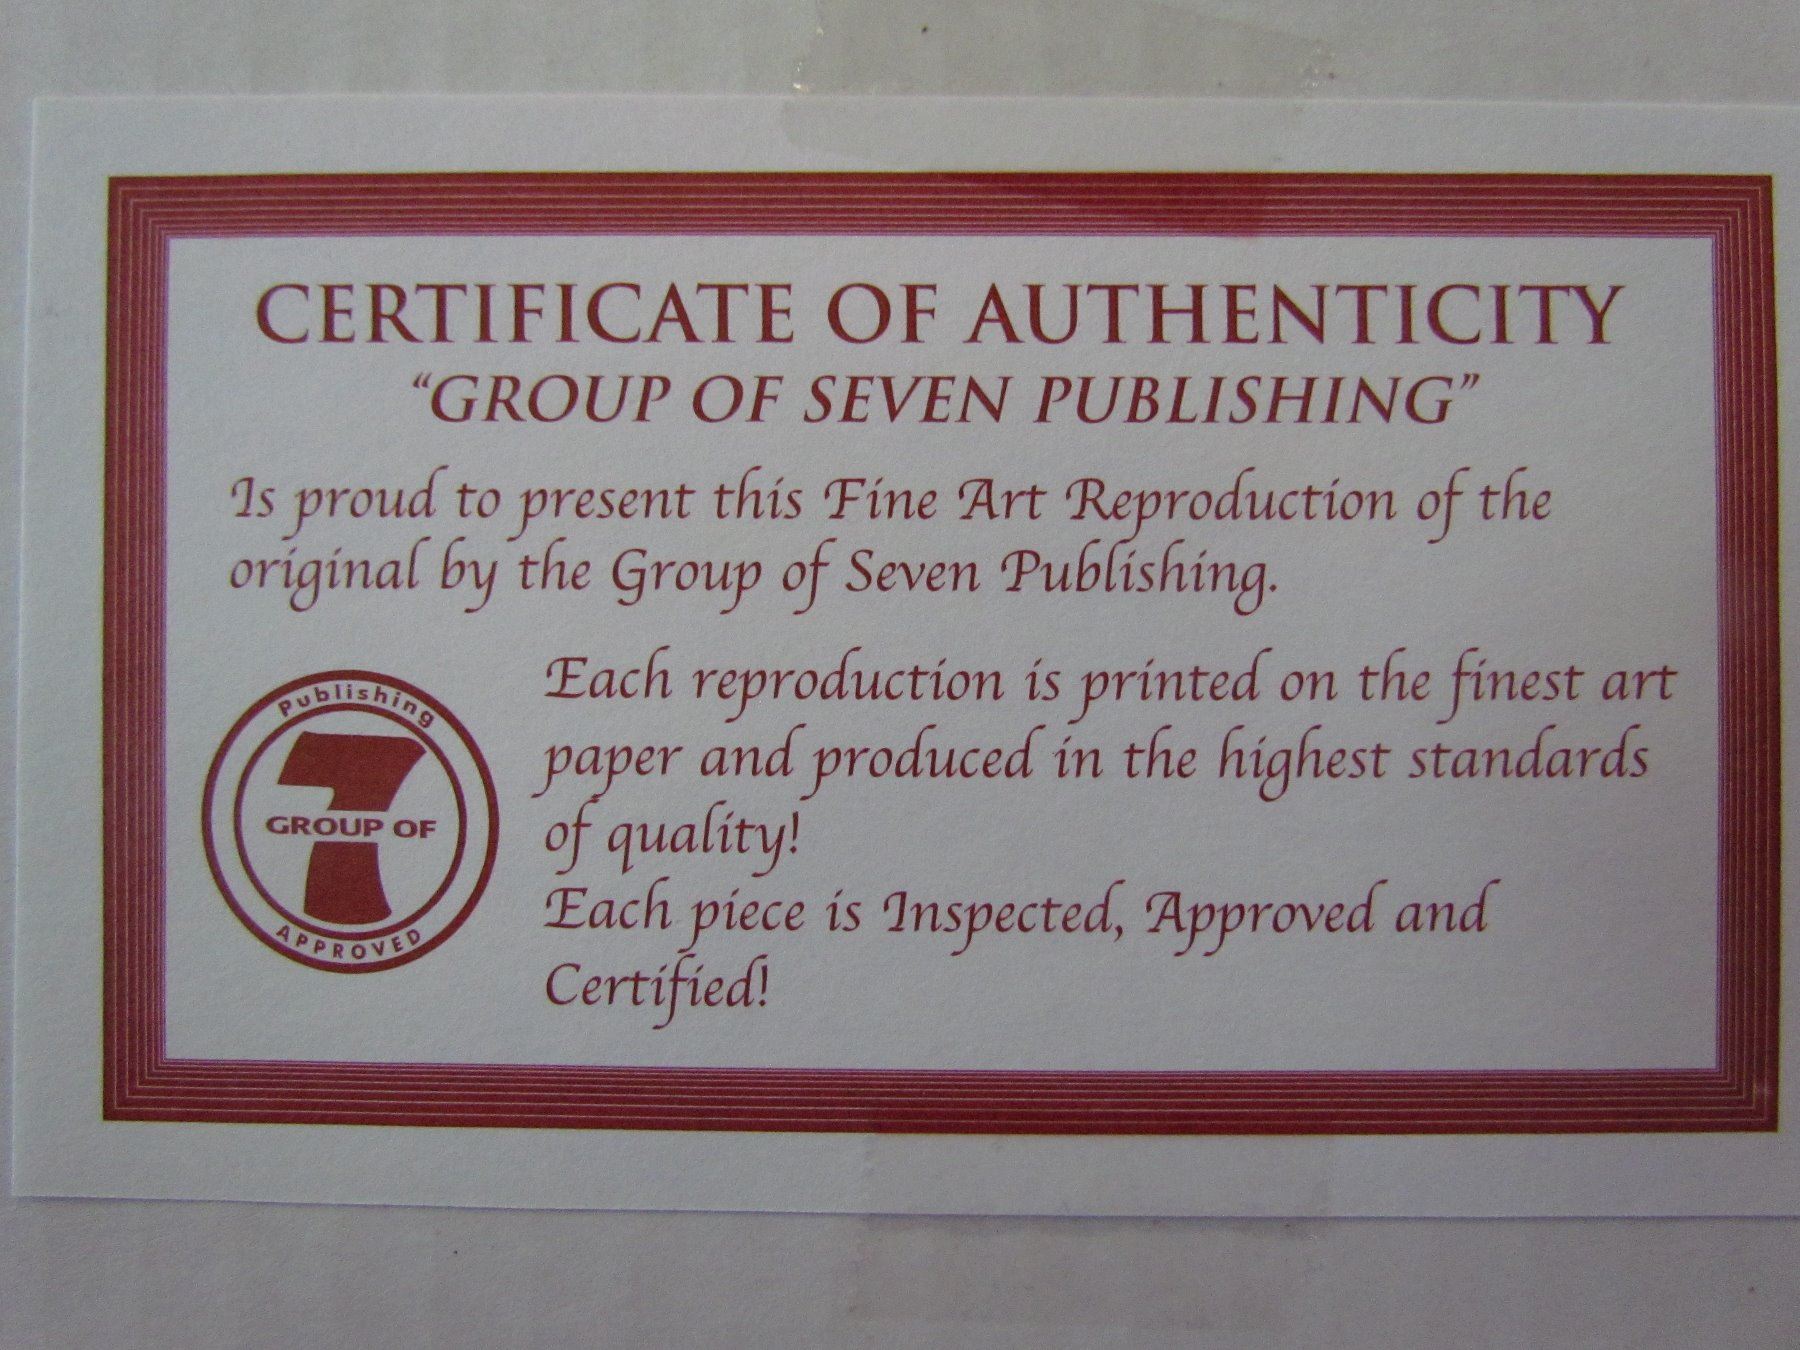 CERTIFICATE OF AUTHENTICITY
"GROUP OF SEVEN PUBLISHING"
Is proud to present this Fine Art Reproduction of the
original by the Group of Seven Publishing.
Publishing
7
GROUP OF
APPROVED
Each reproduction is printed on the finest art
paper and produced in the highest standards
of quality!
Each piece is Inspected, Approved and
Certified!